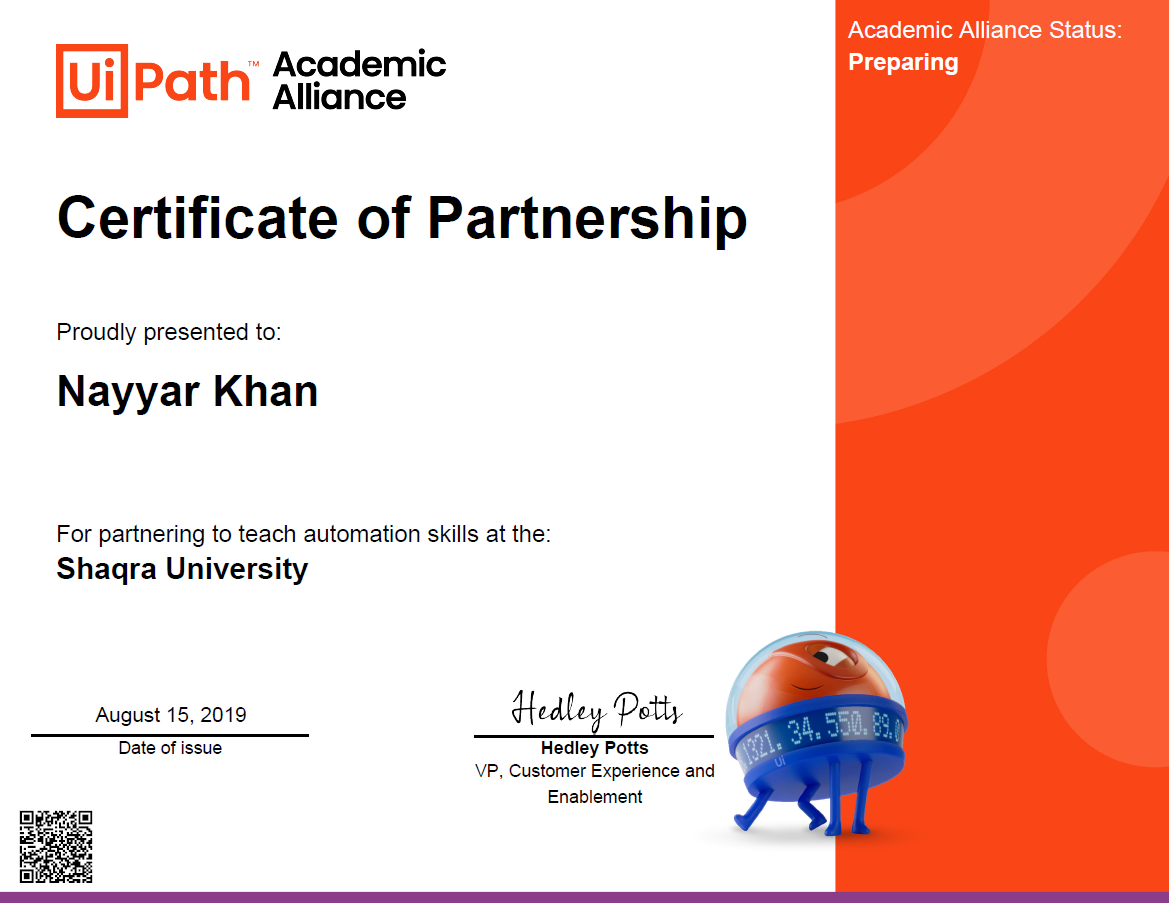 UiPath™ Academic
Alliance
Academic Alliance Status:
Preparing
Certificate of Partnership
Proudly presented to:
Nayyar Khan
For partnering to teach automation skills at the:
Shaqra University
August 15, 2019
Date of issue
Hedley Potts
Hedley Potts
VP, Customer Experience and
Enablement
1321. 34. 550. 89.
Ui